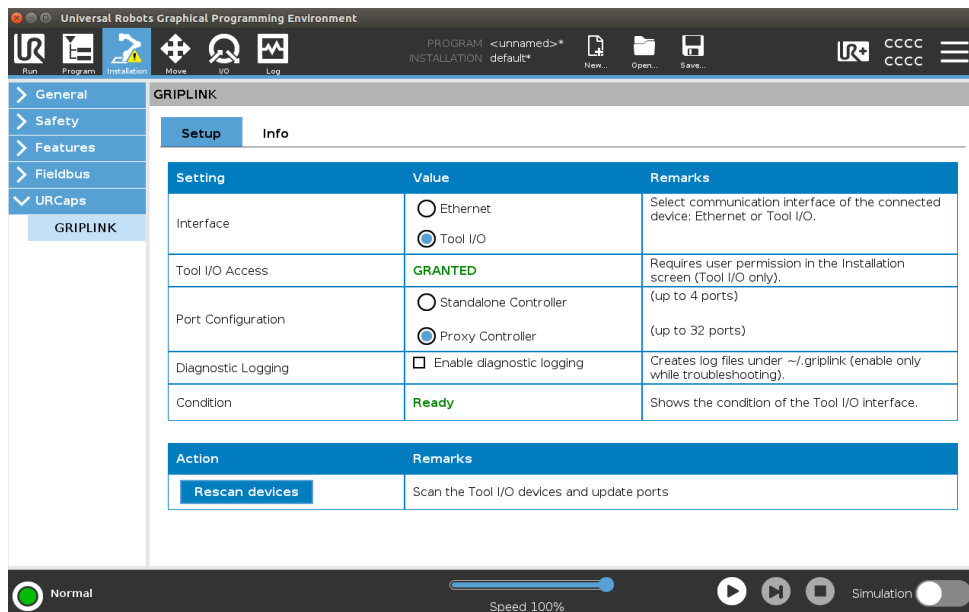 Universal Robots Graphical Programming Environment
PROGRAM <unnamed>*
INSTALLATION default*
Run Program Installation Move I/O Log New... Open... Save... UR+ CCCC
CCCC
General
Safety
Features
Fieldbus
URCaps
GRIPLINK
GRIPLINK
Setup Info
Setting Value Remarks
Interface
Ethernet
Tool I/O
Select communication interface of the connected
device: Ethernet or Tool I/O.
Tool I/O Access GRANTED
Requires user permission in the Installation
screen (Tool I/O only).
Port Configuration
Standalone Controller (up to 4 ports)
Proxy Controller (up to 32 ports)
Diagnostic Logging Enable diagnostic logging
Creates log files under ~/.griplink (enable only
while troubleshooting).
Condition Ready Shows the condition of the Tool I/O interface.
Action Remarks
Rescan devices Scan the Tool I/O devices and update ports
Normal
Speed 100%
Simulation